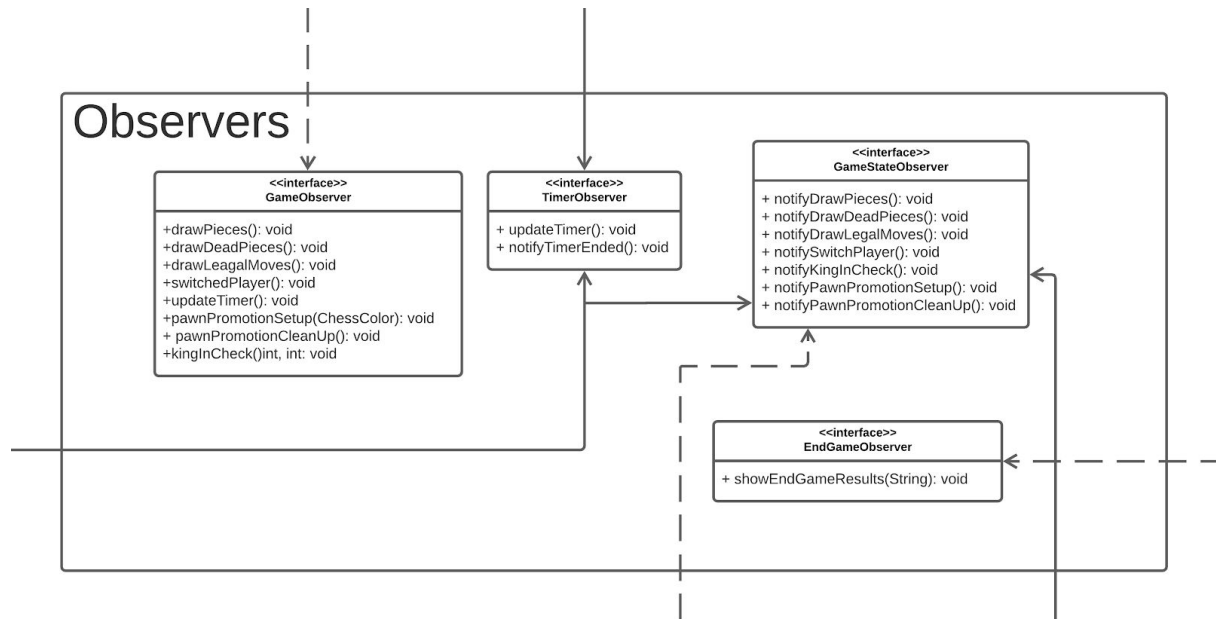 Observers
<<interface>>
GameObserver
+drawPieces(): void
+drawDeadPieces(): void
+drawLeagalMoves(): void
+switchedPlayer(): void
+updateTimer(): void
+pawnPromotionSetup(ChessColor): void
+ pawnPromotionCleanUp(): void
+kingInCheck()int, int: void
<<interface>>
TimerObserver
+ updateTimer(): void
+ notifyTimerEnded(): void
<<interface>>
GameStateObserver
+ notifyDrawPieces(): void
+ notifyDrawDeadPieces(): void
+ notifyDrawLegalMoves(): void
+ notifySwitchPlayer(): void
+ notifyKingInCheck(): void
+ notifyPawnPromotionSetup(): void
+ notifyPawnPromotionCleanUp(): void
<<interface>>
EndGameObserver
+ showEndGameResults(String): void